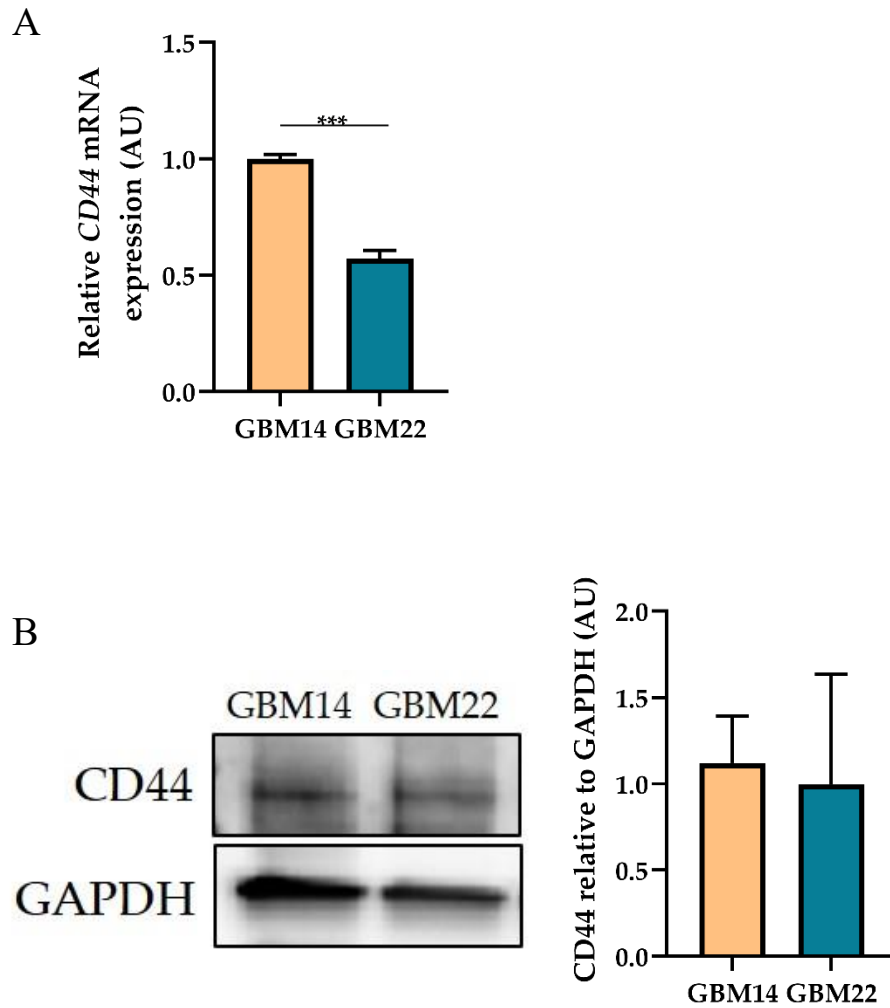 A
Relative CD44 mRNA
expression (AU)
1.5
1.0
0.5
0.0
***
GBM14 GBM22
B
GBM14 GBM22
CD44
GAPDH
CD44 relative to GAPDH (AU)
2.0
1.5
1.0
0.5
0.0
GBM14 GBM22